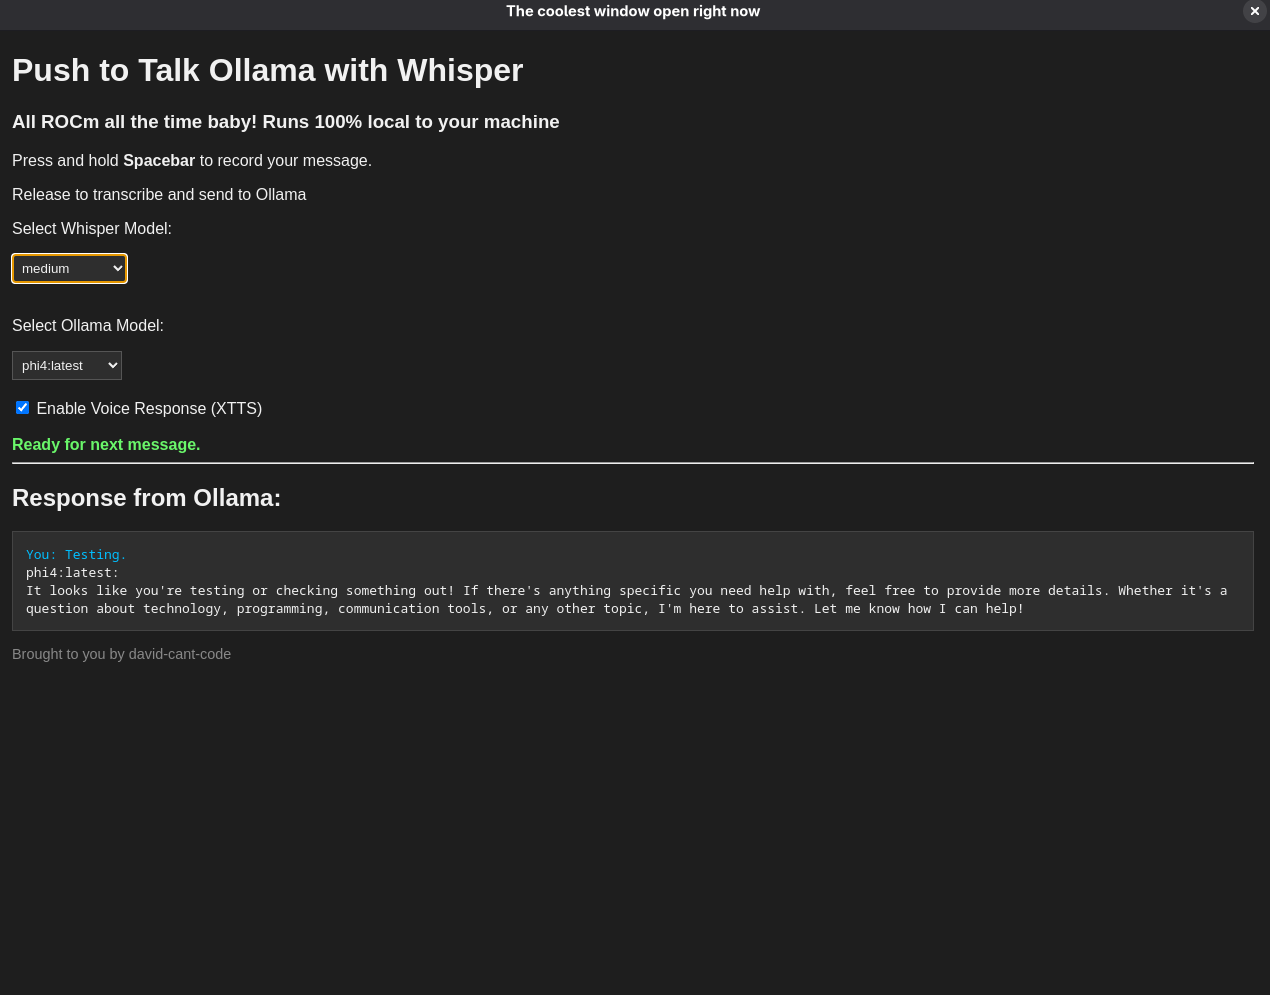 The coolest window open right now
Push to Talk Ollama with Whisper
All ROCm all the time baby! Runs 100% local to your machine
Press and hold Spacebar to record your message.
Release to transcribe and send to Ollama
Select Whisper Model:
medium
Select Ollama Model:
phi4:latest
Enable Voice Response (XTTS)
Ready for next message.
Response from Ollama:
You: Testing.
phi4:latest:
It looks like you're testing or checking something out! If there's anything specific you need help with, feel free to provide more details. Whether it's a
question about technology, programming, communication tools, or any other topic, I'm here to assist. Let me know how I can help!
Brought to you by david-cant-code